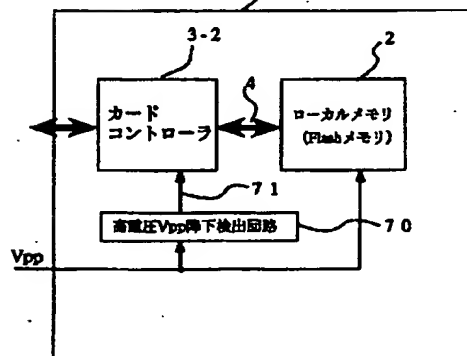 3-2
2
カード
コントローラ
4
ローカルメモリ
(Flashメモリ)
71
高電圧Vpp降下検出回路
70
Vpp